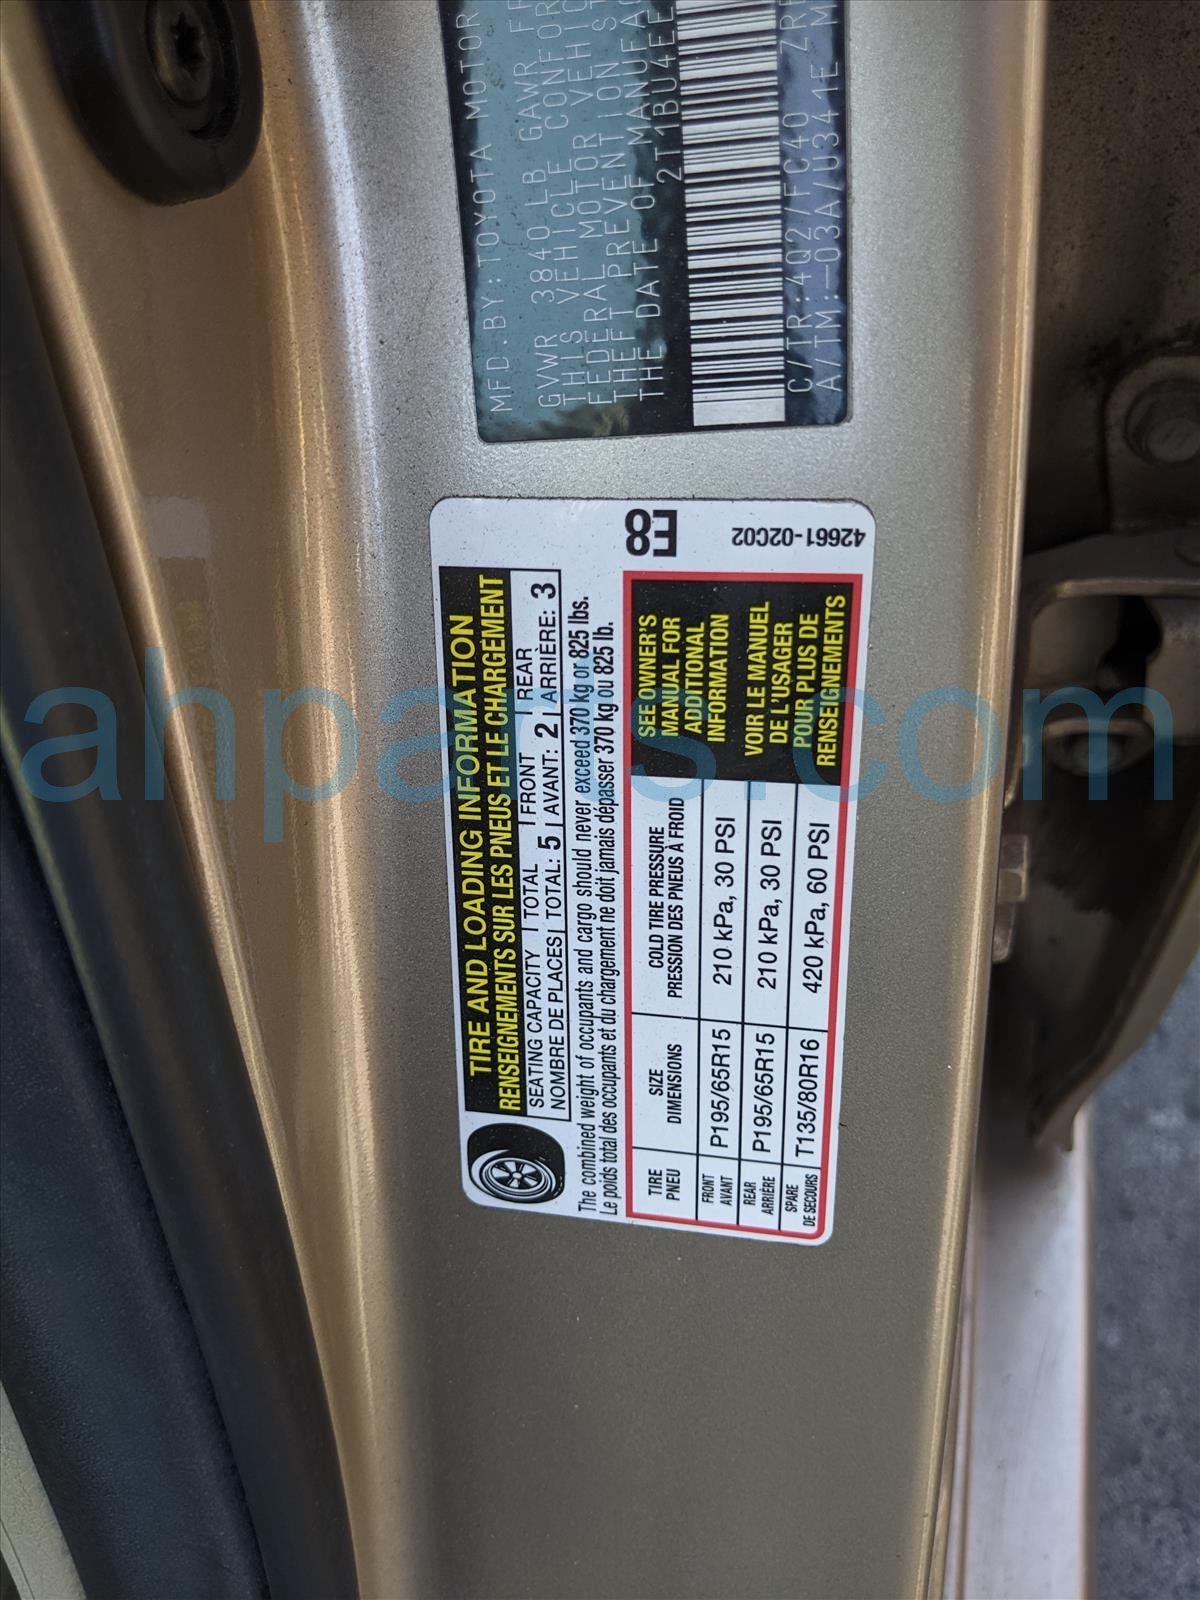 MFD.BY:TOYOTA MOTOR
GVWR 3840LB GAWR
THIS VEHICLE
FEDERAL MOTOR VEHIC
THEFT PREVENTION ST
THE DATE OF MANUFAC
2T1BU4EE
C/TR:4Q2/FC40
A/TM:-03A/U341E
TIRE AND LOADING INFORMATION
RENSEIGNEMENTS SUR LES PNEUS ET LE CHARGEMENT
SEATING CAPACITY | TOTAL | FRONT | REAR
NOMBRE DE PLACES | TOTAL: 5 | AVANT: 2 | ARRIÈRE: 3
The combined weight of occupants and cargo should never exceed 370 kg or 825 lbs.
Le poids total des occupants et du chargement ne doit jamais dépasser 370 kg ou 825 lb.
TIRE SIZE COLD TIRE PRESSURE
PNEU DIMENSIONS PRESSION DES PNEUS À FROID
FRONT
AVANT P195/65R15 210 kPa, 30 PSI
REAR
ARRIÈRE P195/65R15 210 kPa, 30 PSI
SPARE
DE SECOURS T135/80R16 420 kPa, 60 PSI
SEE OWNER'S
MANUAL FOR
ADDITIONAL
INFORMATION
VOIR LE MANUEL
DE L'USAGER
POUR PLUS DE
RENSEIGNEMENTS
E8
42661-02C02
ahparts.com